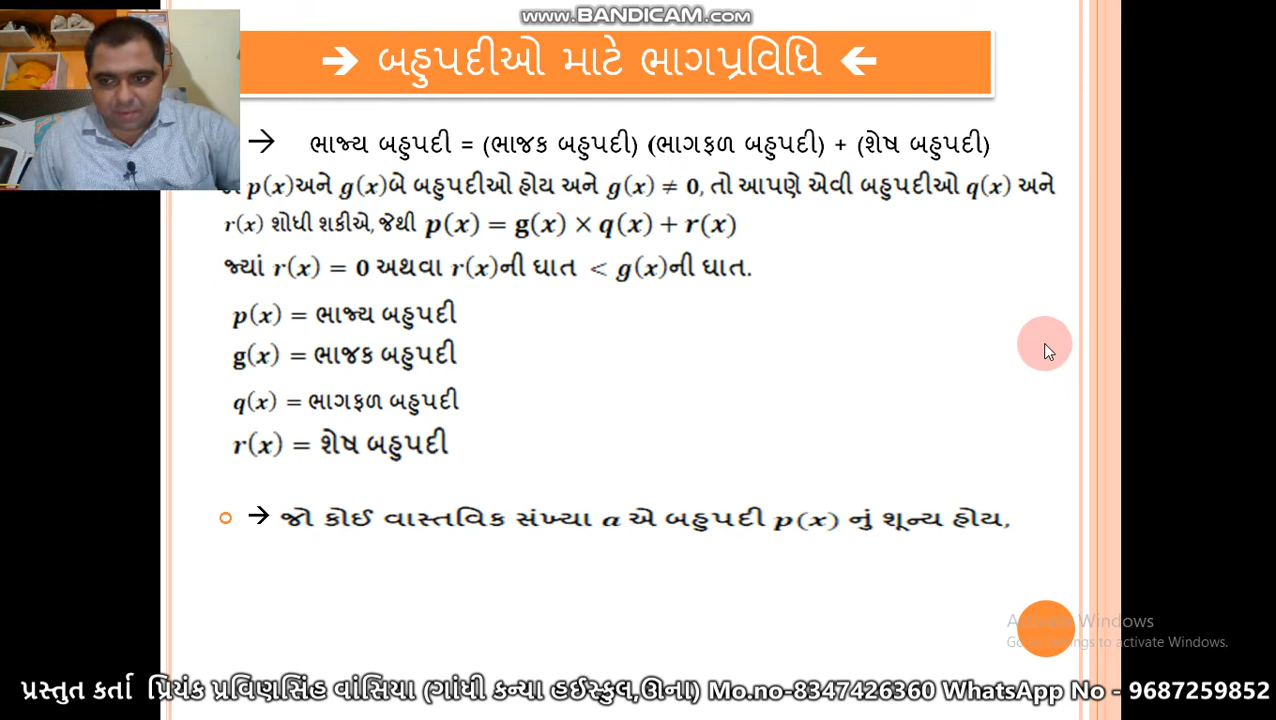 www.BANDICAM.com
→ બહુપદીઓ માટે ભાગપ્રવિધિ ←
→ ભાજ્ય બહુપદી = (ભાજક બહુપદી) (ભાગફળ બહુપદી) + (શેષ બહુપદી)
p(x)અને g(x)બે બહુપદીઓ હોય અને g(x) ≠ 0, તો આપણે એવી બહુપદીઓ q(x) અને
r(x) શોધી શકીએ, જેથી p(x) = g(x) × q(x) + r(x)
જ્યાં r(x) = 0 અથવા r(x)ની ઘાત < g(x)ની ઘાત.
p(x) = ભાજ્ય બહુપદી
g(x) = ભાજક બહુપદી
q(x) = ભાગફળ બહુપદી
r(x) = શેષ બહુપદી
→ જો કોઈ વાસ્તવિક સંખ્યા a એ બહુપદી p(x) નું શૂન્ય હોય,
Activate Windows
Go to Settings to activate Windows.
પ્રસ્તુત કર્તા પ્રિયંક પ્રવિણસિંહ વાંસિયા (ગાંધી કન્યા હઈસ્કુલ,ઊના) Mo.no-8347426360 WhatsApp No - 9687259852